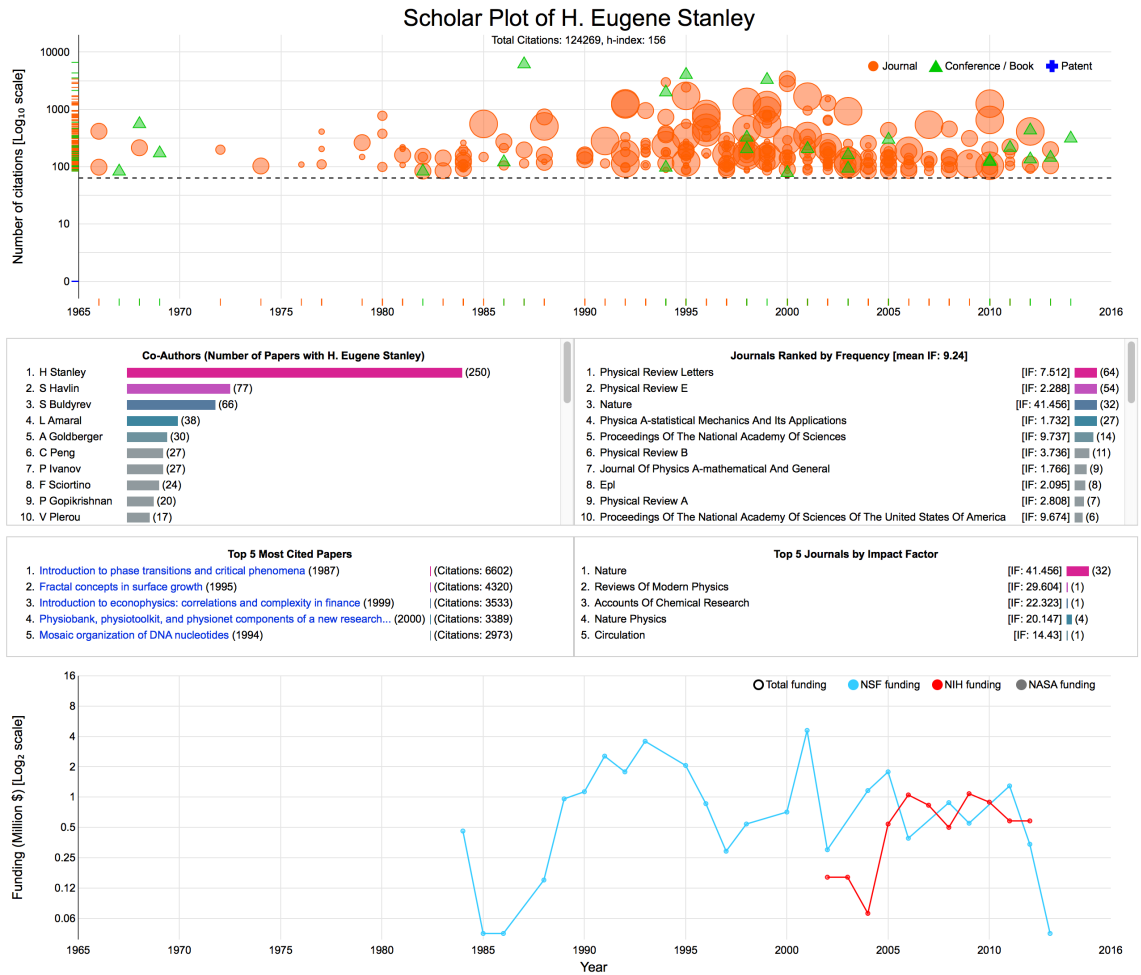 Scholar Plot of H. Eugene Stanley
Total Citations: 124269, h-index: 156
Journal Conference / Book Patent
Number of citations [Log₁₀ scale]
10000
1000
100
10
0
1965 1970 1975 1980 1985 1990 1995 2000 2005 2010 2016
Co-Authors (Number of Papers with H. Eugene Stanley)
1. H Stanley (250)
2. S Havlin (77)
3. S Buldyrev (66)
4. L Amaral (38)
5. A Goldberger (30)
6. C Peng (27)
7. P Ivanov (27)
8. F Sciortino (24)
9. P Gopikrishnan (20)
10. V Plerou (17)
Journals Ranked by Frequency [mean IF: 9.24]
1. Physical Review Letters [IF: 7.512] (64)
2. Physical Review E [IF: 2.288] (54)
3. Nature [IF: 41.456] (32)
4. Physica A-statistical Mechanics And Its Applications [IF: 1.732] (27)
5. Proceedings Of The National Academy Of Sciences [IF: 9.737] (14)
6. Physical Review B [IF: 3.736] (11)
7. Journal Of Physics A-mathematical And General [IF: 1.766] (9)
8. Epl [IF: 2.095] (8)
9. Physical Review A [IF: 2.808] (7)
10. Proceedings Of The National Academy Of Sciences Of The United States Of America [IF: 9.674] (6)
Top 5 Most Cited Papers
1. Introduction to phase transitions and critical phenomena (1987) (Citations: 6602)
2. Fractal concepts in surface growth (1995) (Citations: 4320)
3. Introduction to econophysics: correlations and complexity in finance (1999) (Citations: 3533)
4. Physiobank, physiotoolkit, and physionet components of a new research... (2000) (Citations: 3389)
5. Mosaic organization of DNA nucleotides (1994) (Citations: 2973)
Top 5 Journals by Impact Factor
1. Nature [IF: 41.456] (32)
2. Reviews Of Modern Physics [IF: 29.604] (1)
3. Accounts Of Chemical Research [IF: 22.323] (1)
4. Nature Physics [IF: 20.147] (4)
5. Circulation [IF: 14.43] (1)
Total funding NSF funding NIH funding NASA funding
Funding (Million $) [Log₂ scale]
16
8
4
2
1
0.5
0.25
0.12
0.06
1965 1970 1975 1980 1985 1990 1995 2000 2005 2010 2016
Year